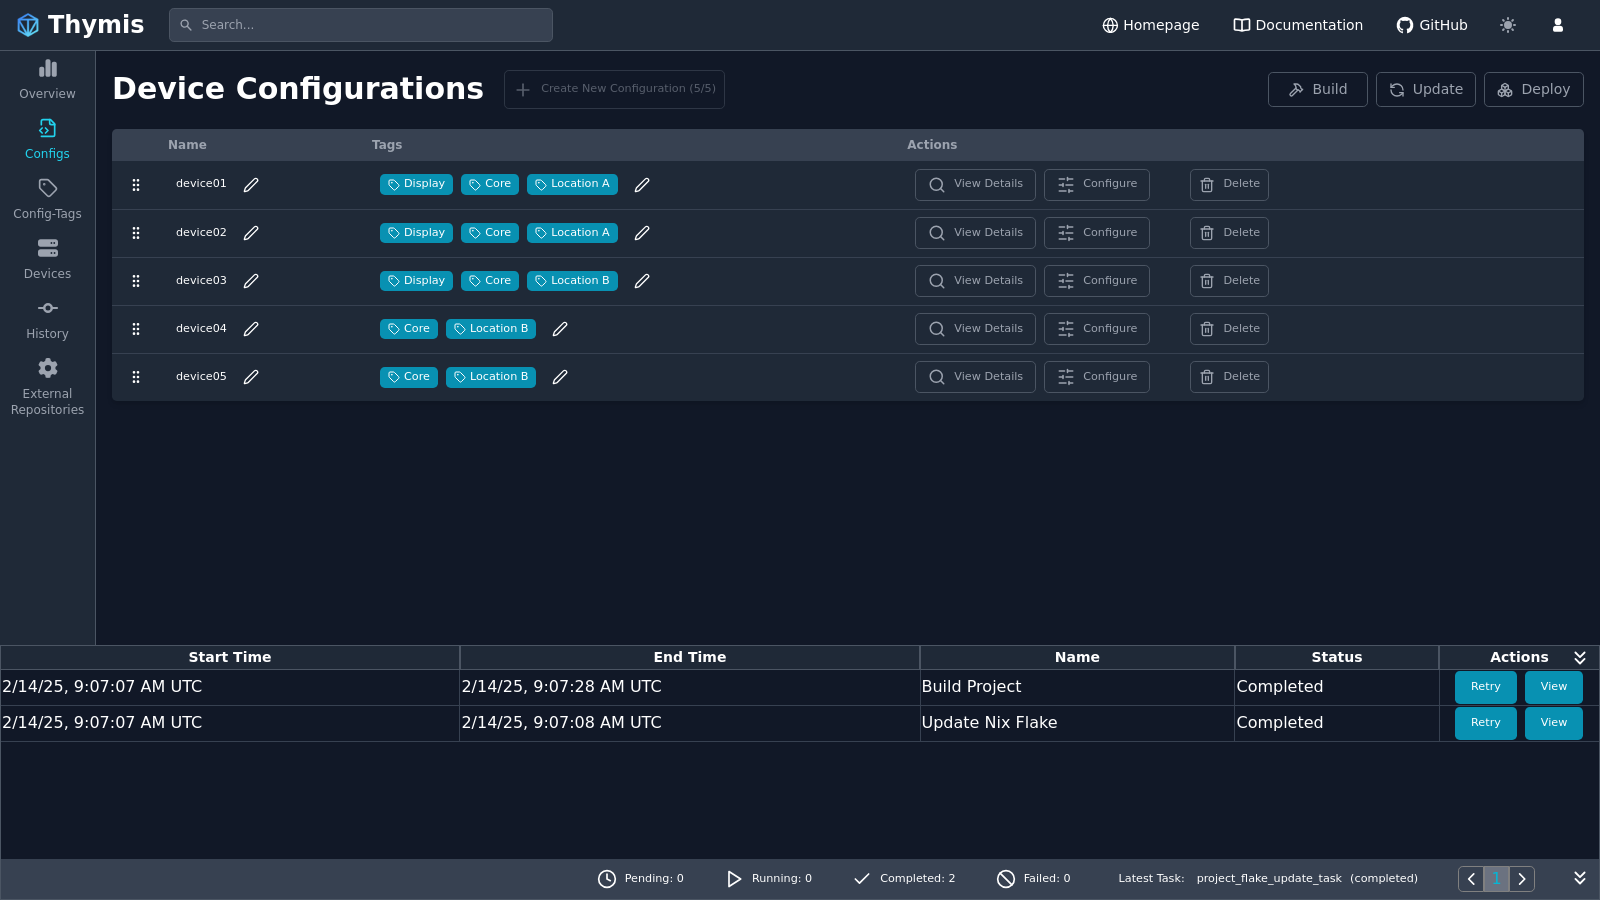 Thymis
Search...
Homepage
Documentation
GitHub
Overview
Configs
Config-Tags
Devices
History
External
Repositories
Device Configurations
Create New Configuration (5/5)
Build
Update
Deploy
Name Tags Actions
device01 Display Core Location A View Details Configure Delete
device02 Display Core Location A View Details Configure Delete
device03 Display Core Location B View Details Configure Delete
device04 Core Location B View Details Configure Delete
device05 Core Location B View Details Configure Delete
Start Time End Time Name Status Actions
2/14/25, 9:07:07 AM UTC 2/14/25, 9:07:28 AM UTC Build Project Completed Retry View
2/14/25, 9:07:07 AM UTC 2/14/25, 9:07:08 AM UTC Update Nix Flake Completed Retry View
Pending: 0 Running: 0 Completed: 2 Failed: 0 Latest Task: project_flake_update_task (completed) 1